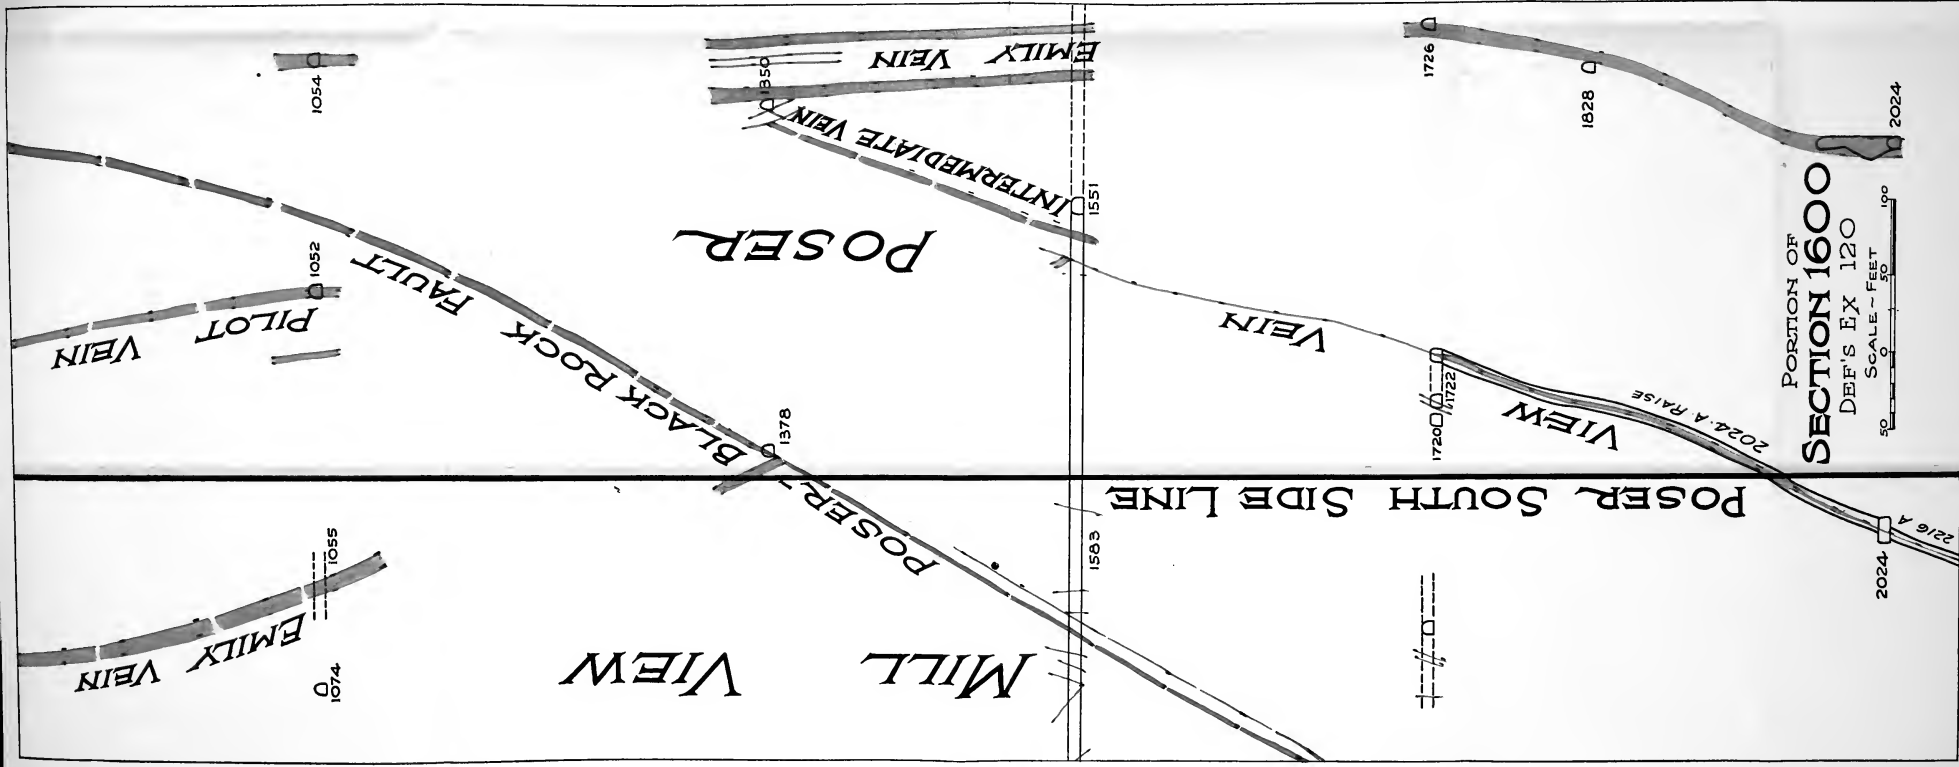 PORTION OF
SECTION 1600
DEF'S EX 120
SCALE ~ FEET
50 0 50 100
EMILY VEIN
INTERMEDIATE VEIN
POSER
PILOT VEIN
POSER - BLACK ROCK FAULT
POSER SOUTH SIDE LINE
VIEW VEIN
2024·A RAISE
2216 A
EMILY VEIN
MILL VIEW
1054
1350
1726
1828
2024
1551
1052
1378
1722
1720
1583
2024
1055
1074